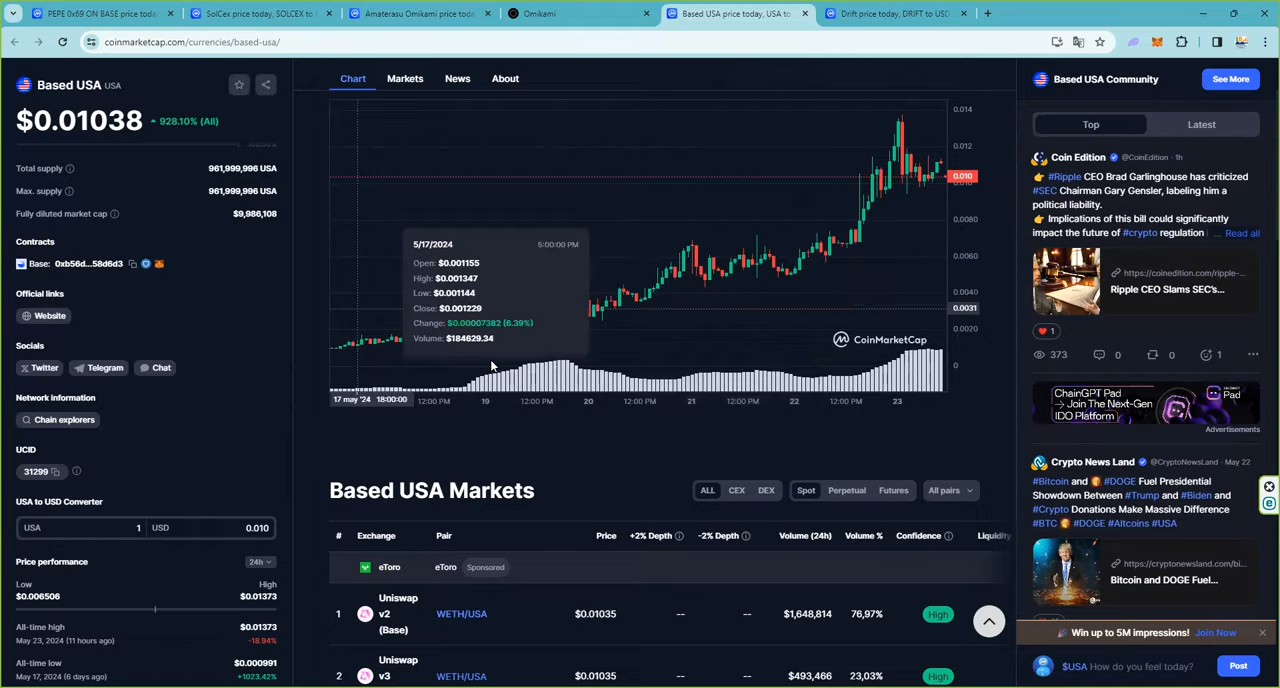 PEPE 0x69 ON BASE price today
SolCex price today, SOLCEX to
Amaterasu Omikami price today
Omikami
Based USA price today, USA to
Drift price today, DRIFT to USD
coinmarketcap.com/currencies/based-usa/
Based USA USA
$0.01038 928.10% (All)
Total supply 961,999,996 USA
Max. supply 961,999,996 USA
Fully diluted market cap $9,986,108
Contracts
Base: 0xb56d...58d6d3
Official links
Website
Socials
Twitter Telegram Chat
Network information
Chain explorers
UCID
31299
USA to USD Converter
USA 1 USD 0.010
Price performance 24h
Low High
$0.006506 $0.01373
All-time high $0.01373
May 23, 2024 (11 hours ago) -18.94%
All-time low $0.000991
May 17, 2024 (6 days ago) +1023.42%
Chart Markets News About
0.014
0.012
0.010
0.0080
0.0060
0.0040
0.0031
0.0020
0
5/17/2024 5:00:00 PM
Open: $0.001155
High: $0.001347
Low: $0.001144
Close: $0.001229
Change: $0.00007382 (6.39%)
Volume: $184629.34
CoinMarketCap
17 may '24 18:00:00 12:00 PM 19 12:00 PM 20 12:00 PM 21 12:00 PM 22 12:00 PM 23
Based USA Markets
ALL CEX DEX Spot Perpetual Futures All pairs
# Exchange Pair Price +2% Depth -2% Depth Volume (24h) Volume % Confidence Liquidity
eToro eToro Sponsored
1 Uniswap v2 (Base) WETH/USA $0.01035 -- -- $1,648,814 76,97% High
2 Uniswap v3 WETH/USA $0.01035 -- -- $493,466 23,03% High
Based USA Community See More
Top Latest
Coin Edition @CoinEdition · 1h
#Ripple CEO Brad Garlinghouse has criticized
#SEC Chairman Gary Gensler, labeling him a
political liability.
Implications of this bill could significantly
impact the future of #crypto regulation ... Read all
https://coinedition.com/ripple-...
Ripple CEO Slams SEC's...
1
373 0 0 1
ChainGPT Pad
→ Join The Next-Gen
IDO Platform
Pad
Advertisements
Crypto News Land @CryptoNewsLand · May 22
#Bitcoin and #DOGE Fuel Presidential
Showdown Between #Trump and #Biden and
#Crypto Donations Make Massive Difference
#BTC #DOGE #Altcoins #USA
https://cryptonewsland.com/bi...
Bitcoin and DOGE Fuel...
Win up to 5M impressions! Join Now
$USA How do you feel today? Post